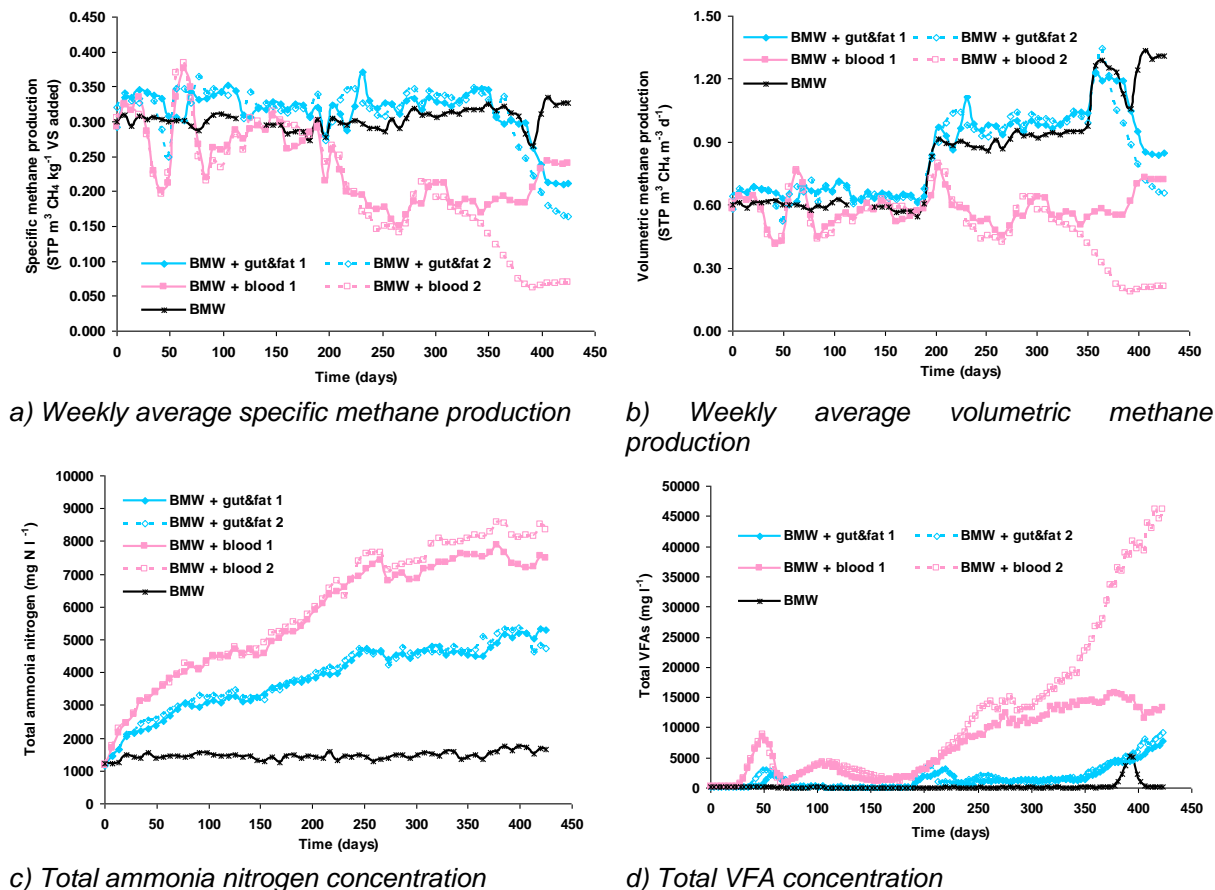 Specific methane production
(STP m³ CH₄ kg⁻¹ VS added)
0.450
0.400
0.350
0.300
0.250
0.200
0.150
0.100
0.050
0.000
BMW + gut&fat 1
BMW + gut&fat 2
BMW + blood 1
BMW + blood 2
BMW
0 50 100 150 200 250 300 350 400 450
Time (days)
a) Weekly average specific methane production
Volumetric methane production
(STP m³ CH₄ m⁻³ d⁻¹)
1.50
1.20
0.90
0.60
0.30
0.00
BMW + gut&fat 1
BMW + gut&fat 2
BMW + blood 1
BMW + blood 2
BMW
0 50 100 150 200 250 300 350 400 450
Time (days)
b) Weekly average volumetric methane
production
Total ammonia nitrogen (mg N l⁻¹)
10000
9000
8000
7000
6000
5000
4000
3000
2000
1000
0
BMW + gut&fat 1
BMW + gut&fat 2
BMW + blood 1
BMW + blood 2
BMW
0 50 100 150 200 250 300 350 400 450
Time (days)
c) Total ammonia nitrogen concentration
Total VFAs (mg l⁻¹)
50000
45000
40000
35000
30000
25000
20000
15000
10000
5000
0
BMW + gut&fat 1
BMW + gut&fat 2
BMW + blood 1
BMW + blood 2
BMW
0 50 100 150 200 250 300 350 400 450
Time (days)
d) Total VFA concentration